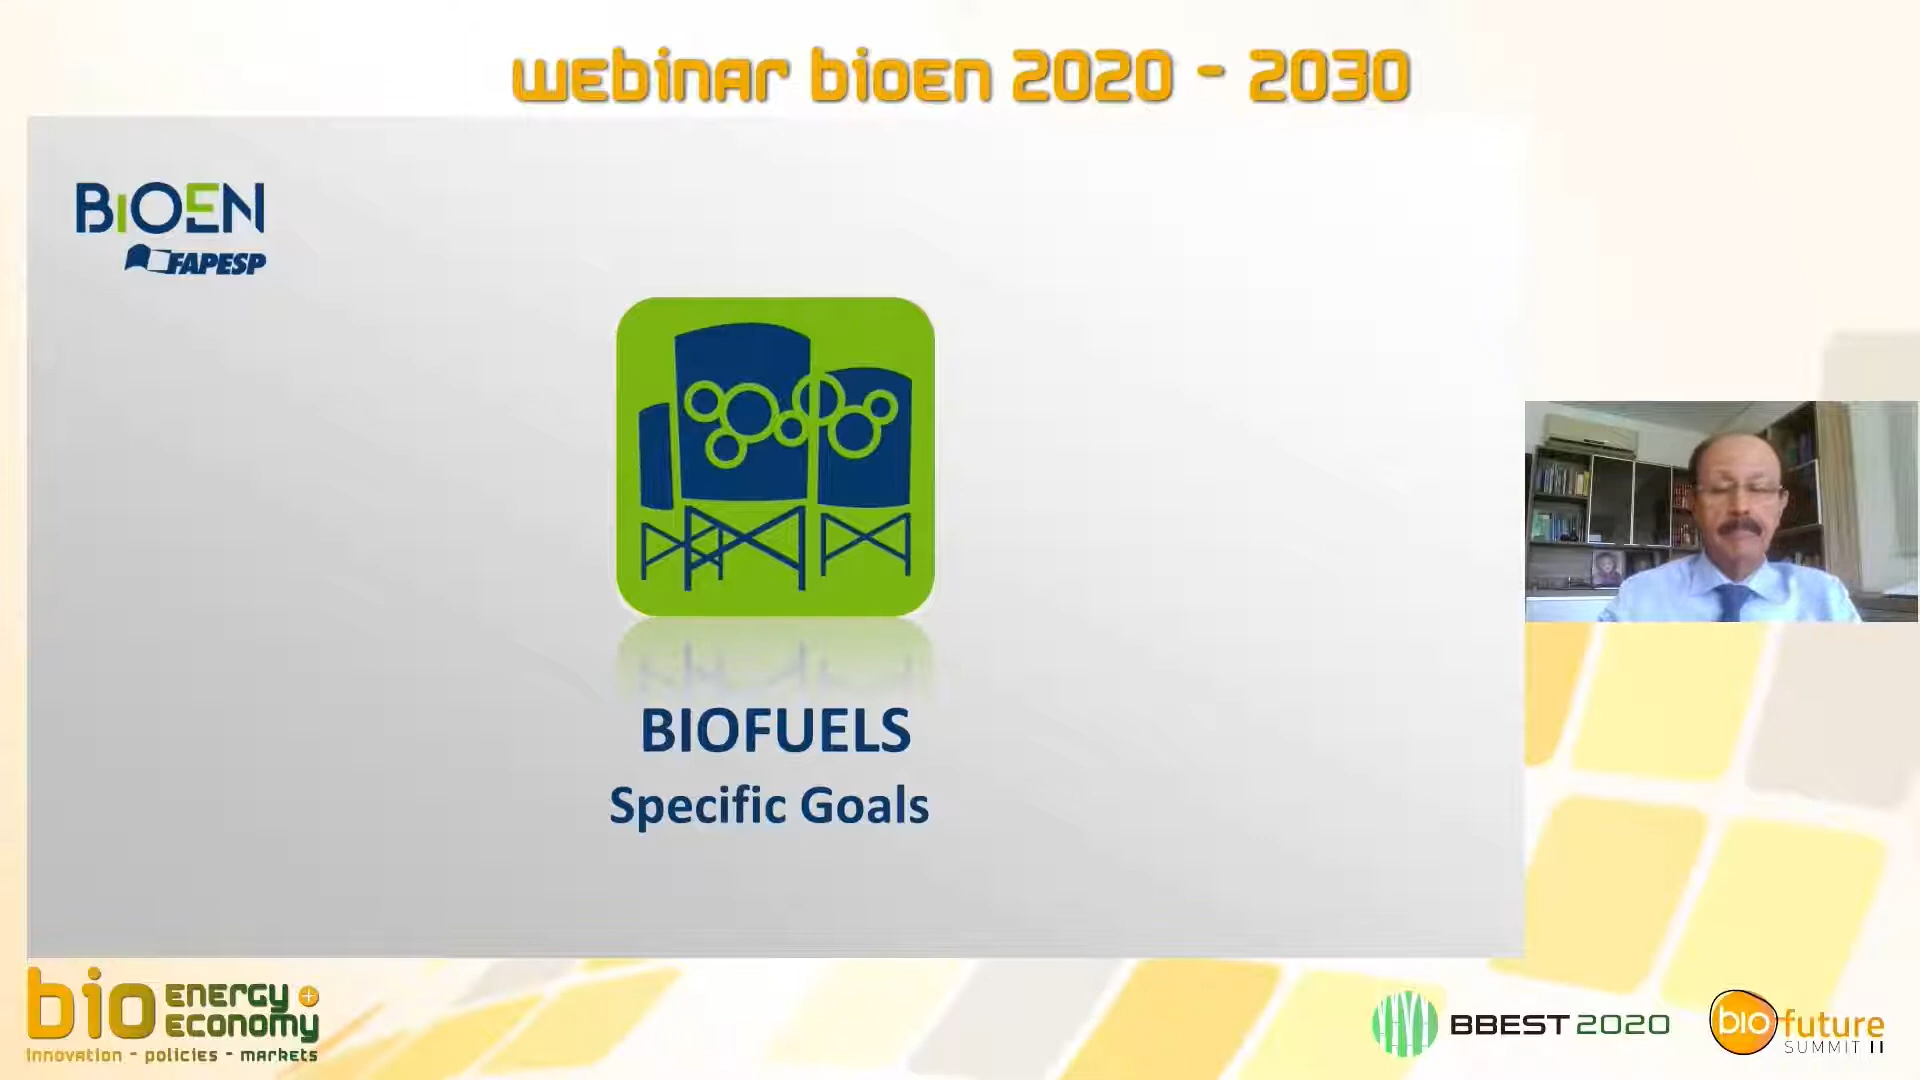 webinar bioen 2020 - 2030
BiOEN
FAPESP
BIOFUELS
Specific Goals
bio ENERGY +
ECONOMY
innovation - policies - markets
BBEST 2020
bio future
SUMMIT II